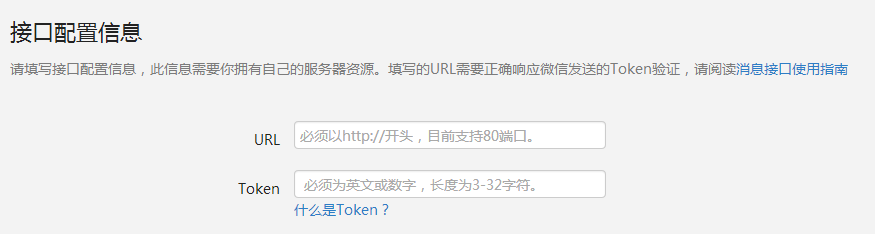 接口配置信息
请填写接口配置信息，此信息需要你拥有自己的服务器资源。填写的URL需要正确响应微信发送的Token验证，请阅读消息接口使用指南
URL 必须以http://开头，目前支持80端口。
Token 必须为英文或数字，长度为3-32字符。
什么是Token？